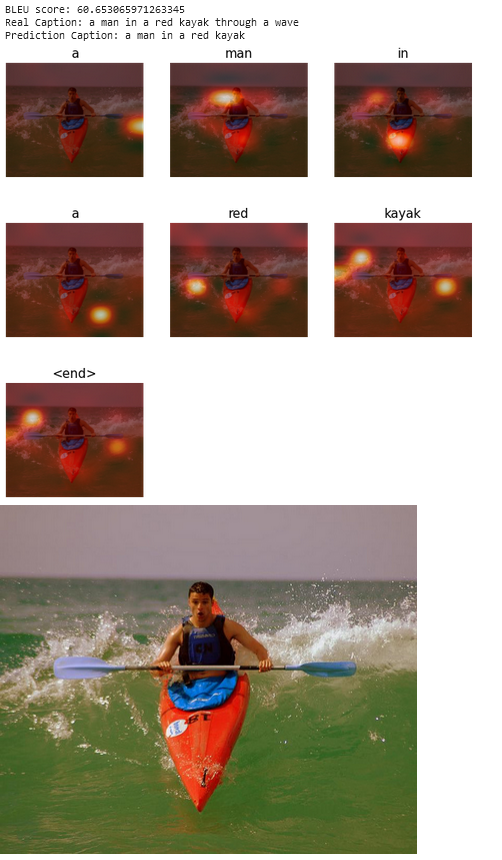 BLEU score: 60.653065971263345
Real Caption: a man in a red kayak through a wave
Prediction Caption: a man in a red kayak
a
man
in
a
red
kayak
<end>